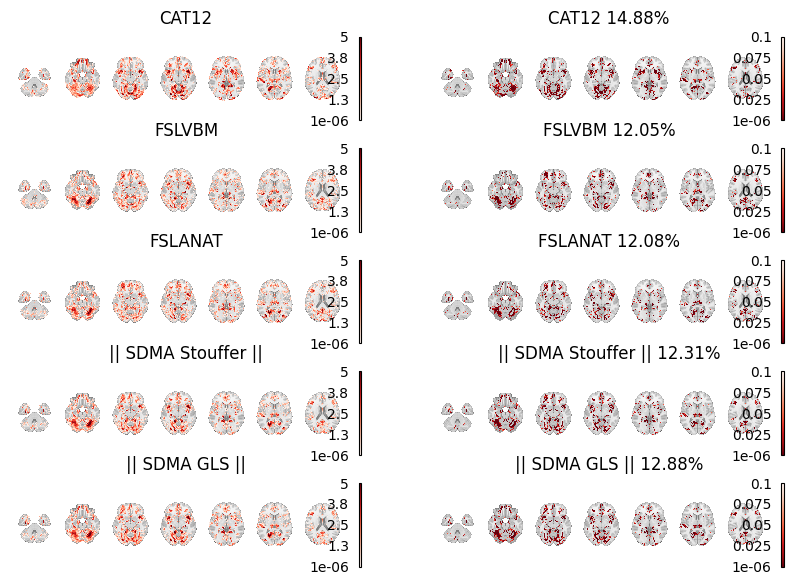 CAT12
5
3.8
2.5
1.3
1e-06
CAT12 14.88%
0.1
0.075
0.05
0.025
1e-06
FSLVBM
5
3.8
2.5
1.3
1e-06
FSLVBM 12.05%
0.1
0.075
0.05
0.025
1e-06
FSLANAT
5
3.8
2.5
1.3
1e-06
FSLANAT 12.08%
0.1
0.075
0.05
0.025
1e-06
|| SDMA Stouffer ||
5
3.8
2.5
1.3
1e-06
|| SDMA Stouffer || 12.31%
0.1
0.075
0.05
0.025
1e-06
|| SDMA GLS ||
5
3.8
2.5
1.3
1e-06
|| SDMA GLS || 12.88%
0.1
0.075
0.05
0.025
1e-06